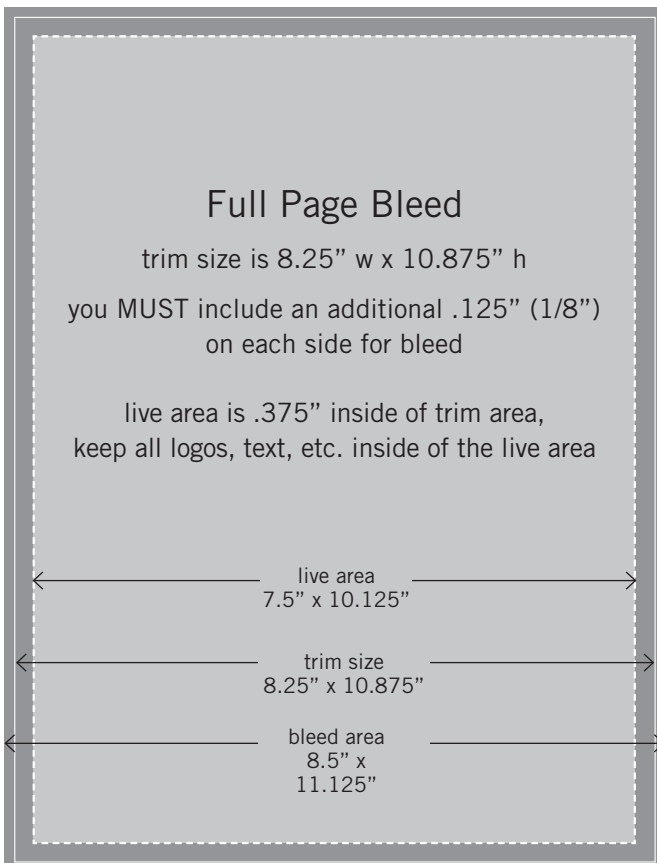 Full Page Bleed
trim size is 8.25” w x 10.875” h
you MUST include an additional .125” (1/8”)
on each side for bleed
live area is .375” inside of trim area,
keep all logos, text, etc. inside of the live area
live area
7.5” x 10.125”
trim size
8.25” x 10.875”
bleed area
8.5” x
11.125”